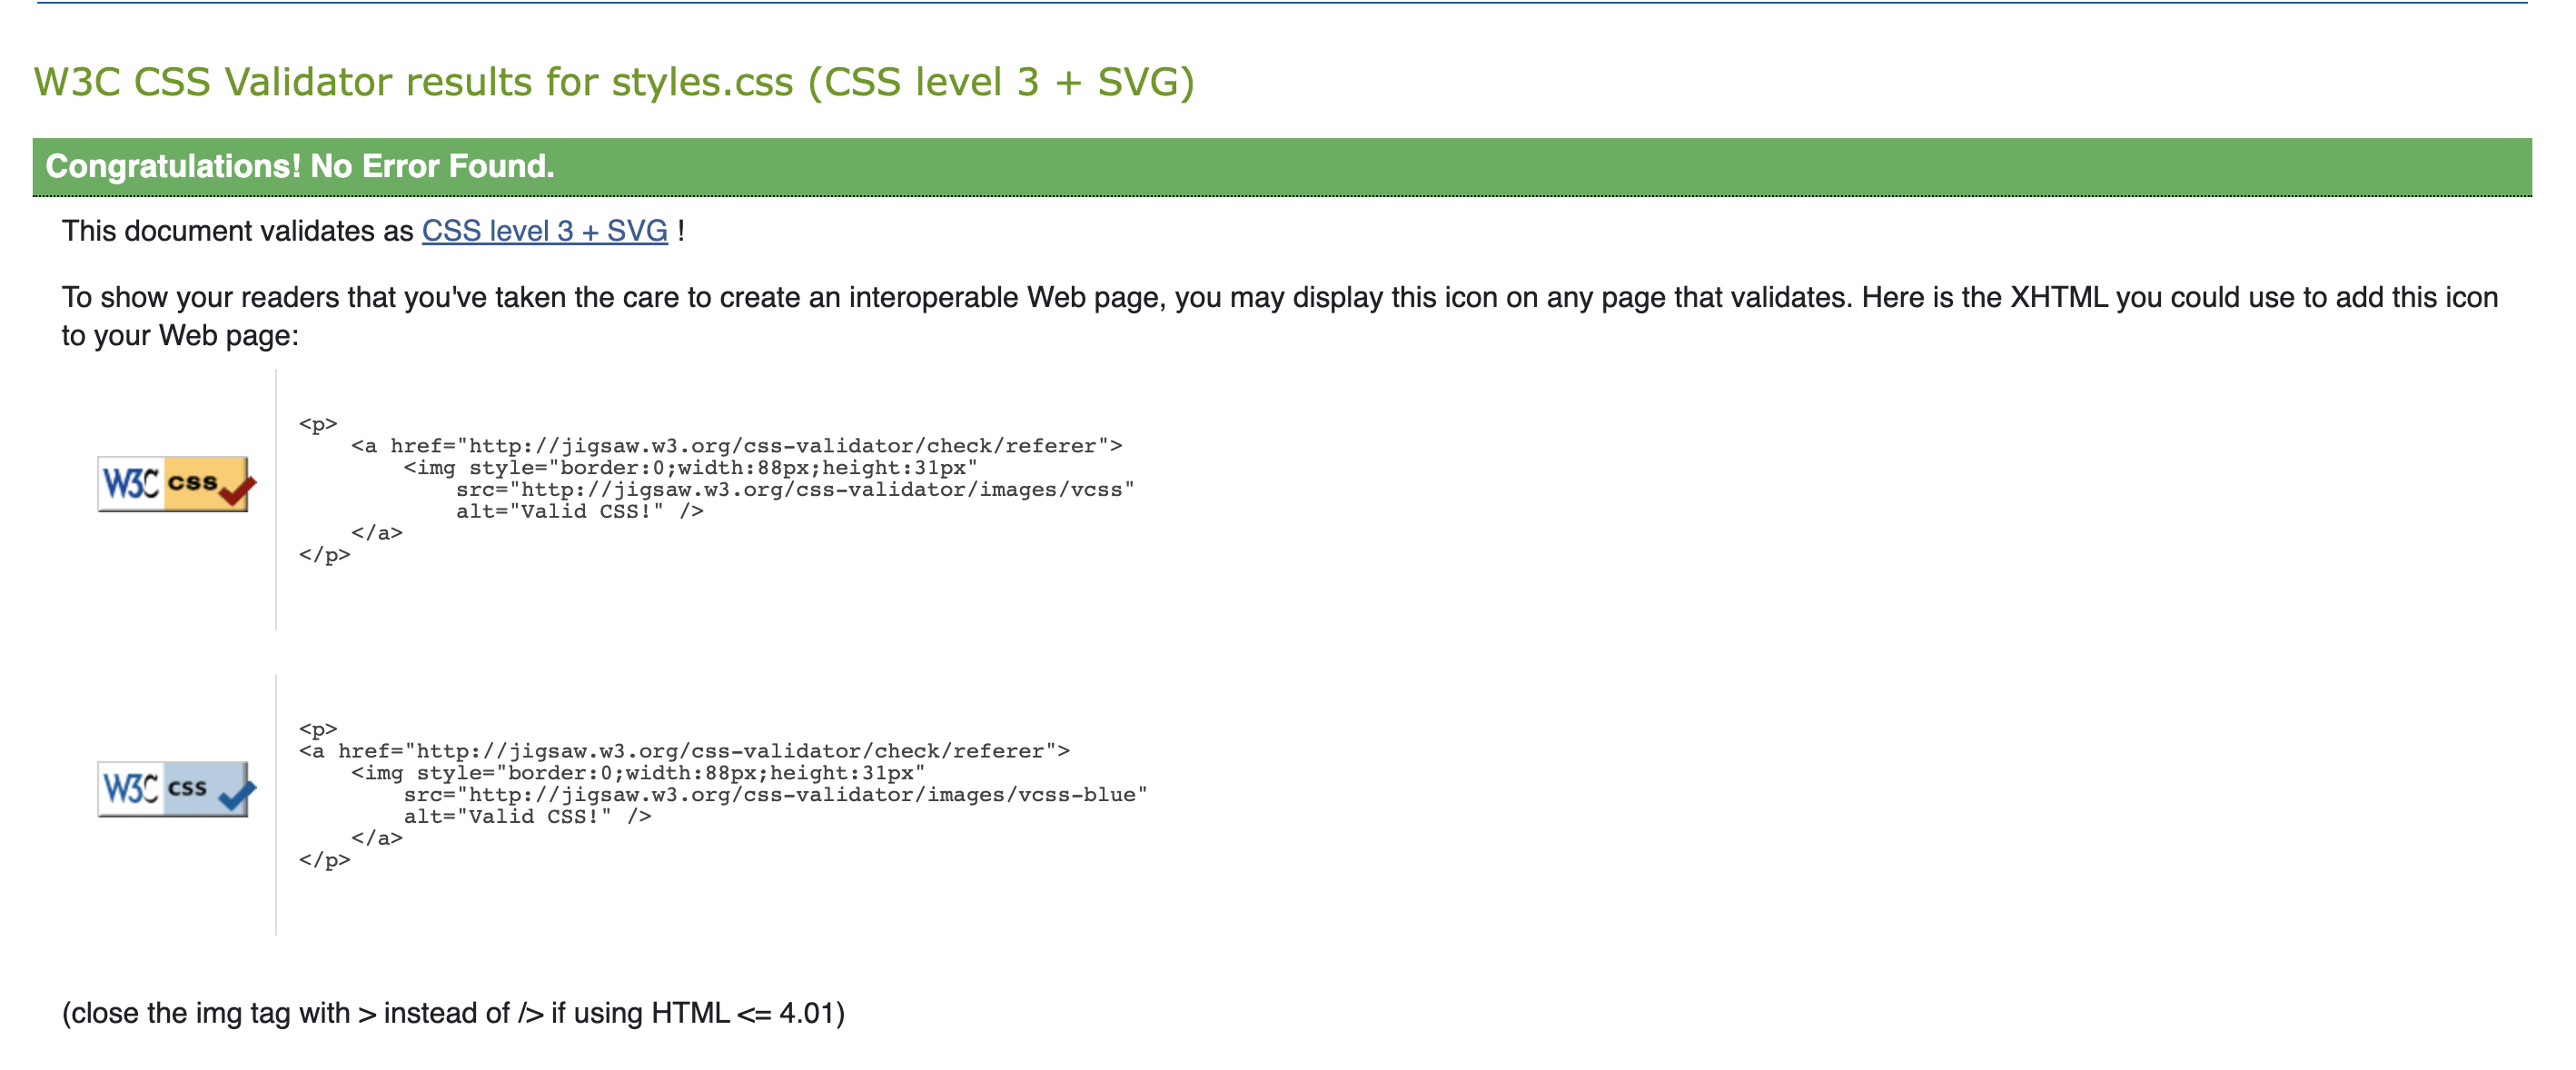 W3C CSS Validator results for styles.css (CSS level 3 + SVG)
Congratulations! No Error Found.
This document validates as CSS level 3 + SVG !
To show your readers that you've taken the care to create an interoperable Web page, you may display this icon on any page that validates. Here is the XHTML you could use to add this icon
to your Web page:
W3C css
<p>
    <a href="http://jigsaw.w3.org/css-validator/check/referer">
        <img style="border:0;width:88px;height:31px"
            src="http://jigsaw.w3.org/css-validator/images/vcss"
            alt="Valid CSS!" />
    </a>
</p>
W3C css
<p>
<a href="http://jigsaw.w3.org/css-validator/check/referer">
    <img style="border:0;width:88px;height:31px"
        src="http://jigsaw.w3.org/css-validator/images/vcss-blue"
        alt="Valid CSS!" />
    </a>
</p>
(close the img tag with > instead of /> if using HTML <= 4.01)